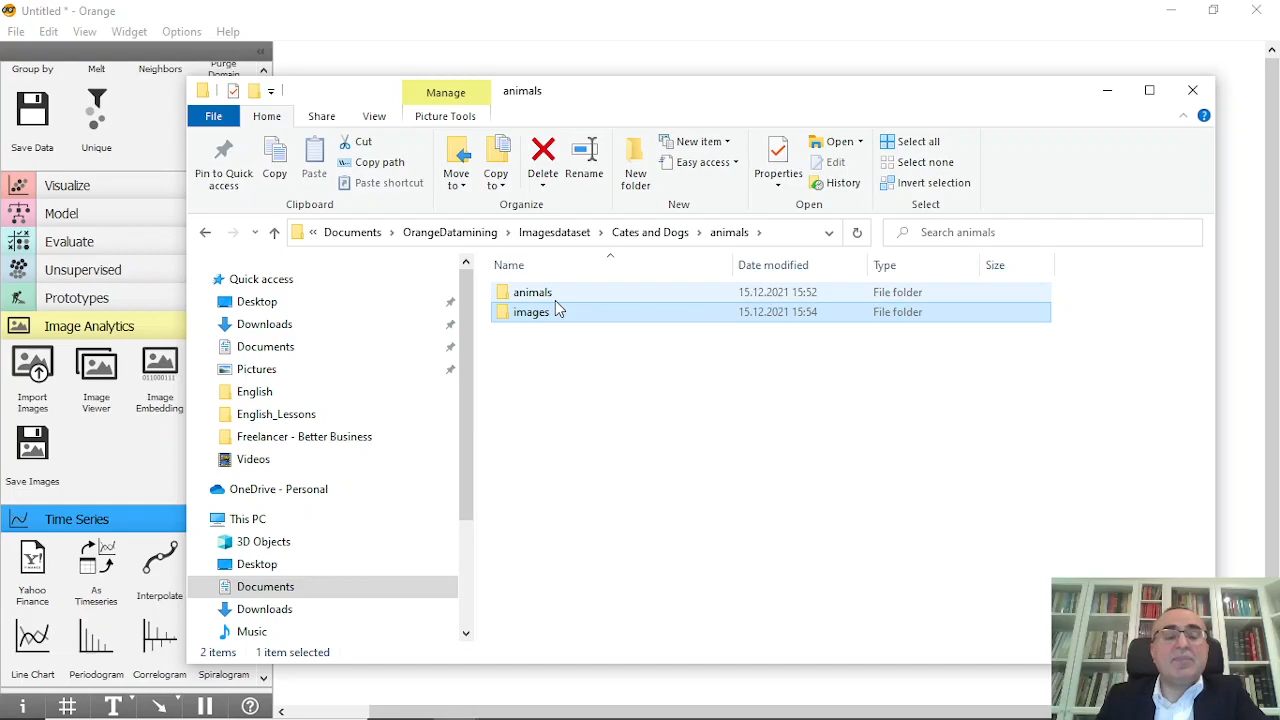 Untitled * - Orange
File Edit View Widget Options Help
Group by Melt Neighbors Purge Domain
Save Data Unique
Visualize
Model
Evaluate
Unsupervised
Prototypes
Image Analytics
Import Images
Image Viewer
Image Embedding
Save Images
Time Series
Yahoo Finance
As Timeseries
Interpolate
Line Chart Periodogram Correlogram Spiralogram
Manage animals
File Home Share View Picture Tools
Pin to Quick access
Copy
Paste
Cut
Copy path
Paste shortcut
Clipboard
Move to
Copy to
Delete
Rename
Organize
New folder
New item
Easy access
New
Properties
Open
Edit
History
Open
Select all
Select none
Invert selection
Select
« Documents > OrangeDatamining > Imagesdataset > Cates and Dogs > animals >
Search animals
Name Date modified Type Size
animals 15.12.2021 15:52 File folder
images 15.12.2021 15:54 File folder
Quick access
Desktop
Downloads
Documents
Pictures
English
English_Lessons
Freelancer - Better Business
Videos
OneDrive - Personal
This PC
3D Objects
Desktop
Documents
Downloads
Music
2 items 1 item selected